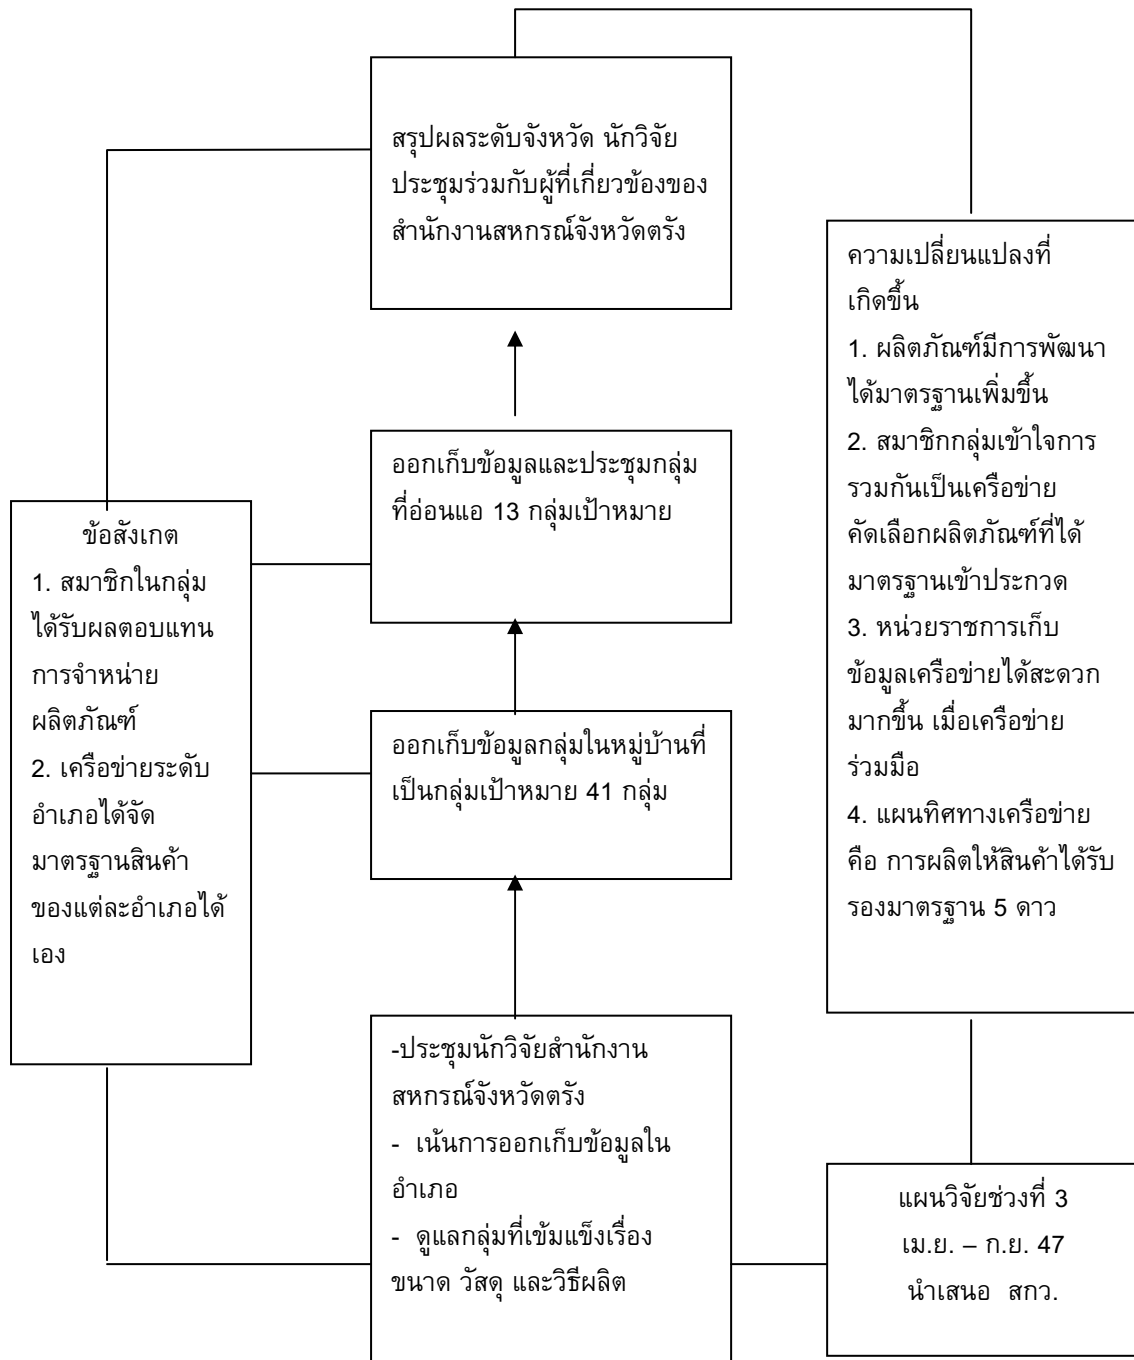 สรุปผลระดับจังหวัด นักวิจัย
ประชุมร่วมกับผู้ที่เกี่ยวข้องของ
สำนักงานสหกรณ์จังหวัดตรัง
ความเปลี่ยนแปลงที่
เกิดขึ้น
1. ผลิตภัณฑ์มีการพัฒนา
ได้มาตรฐานเพิ่มขึ้น
2. สมาชิกกลุ่มเข้าใจการ
รวมกันเป็นเครือข่าย
คัดเลือกผลิตภัณฑ์ที่ได้
มาตรฐานเข้าประกวด
3. หน่วยราชการเก็บ
ข้อมูลเครือข่ายได้สะดวก
มากขึ้น เมื่อเครือข่าย
ร่วมมือ
4. แผนทิศทางเครือข่าย
คือ การผลิตให้สินค้าได้รับ
รองมาตรฐาน 5 ดาว
ออกเก็บข้อมูลและประชุมกลุ่ม
ที่อ่อนแอ 13 กลุ่มเป้าหมาย
ข้อสังเกต
1. สมาชิกในกลุ่ม
ได้รับผลตอบแทน
การจำหน่าย
ผลิตภัณฑ์
2. เครือข่ายระดับ
อำเภอได้จัด
มาตรฐานสินค้า
ของแต่ละอำเภอได้
เอง
ออกเก็บข้อมูลกลุ่มในหมู่บ้านที่
เป็นกลุ่มเป้าหมาย 41 กลุ่ม
-ประชุมนักวิจัยสำนักงาน
สหกรณ์จังหวัดตรัง
- เน้นการออกเก็บข้อมูลใน
อำเภอ
- ดูแลกลุ่มที่เข้มแข็งเรื่อง
ขนาด วัสดุ และวิธีผลิต
แผนวิจัยช่วงที่ 3
เม.ย. – ก.ย. 47
นำเสนอ สกว.